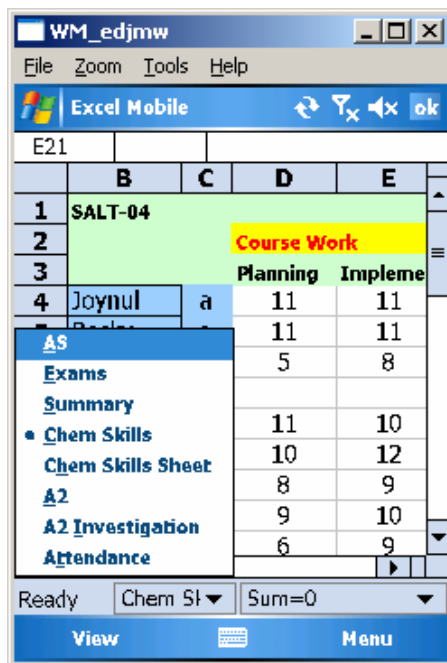 WM_edjmw
File Zoom Tools Help
Excel Mobile ok
E21
B C D E
1 SALT-04
2 Course Work
3 Planning Impleme
4 Joynul a 11 11
11 11
5 8
11 10
10 12
8 9
9 10
6 9
AS
Exams
Summary
• Chem Skills
Chem Skills Sheet
A2
A2 Investigation
Attendance
Ready Chem Sk Sum=0
View Menu